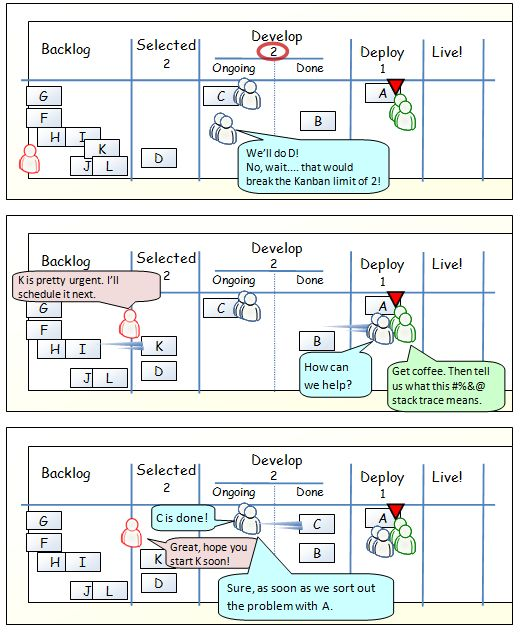 Develop
Backlog Selected 2 Deploy Live!
2 Ongoing Done 1
G C A
F B
H I
K
J L D
We'll do D!
No, wait.... that would
break the Kanban limit of 2!
Develop
Backlog Selected 2 Deploy Live!
2 Ongoing Done 1
K is pretty urgent. I'll
schedule it next.
G C A
F B
H I K
J L D
How can
we help?
Get coffee. Then tell
us what this #%&@
stack trace means.
Develop
Backlog Selected 2 Deploy Live!
2 Ongoing Done 1
G C is done! C A
F
Great, hope you
start K soon!
H I K B
J L D
Sure, as soon as we sort out
the problem with A.